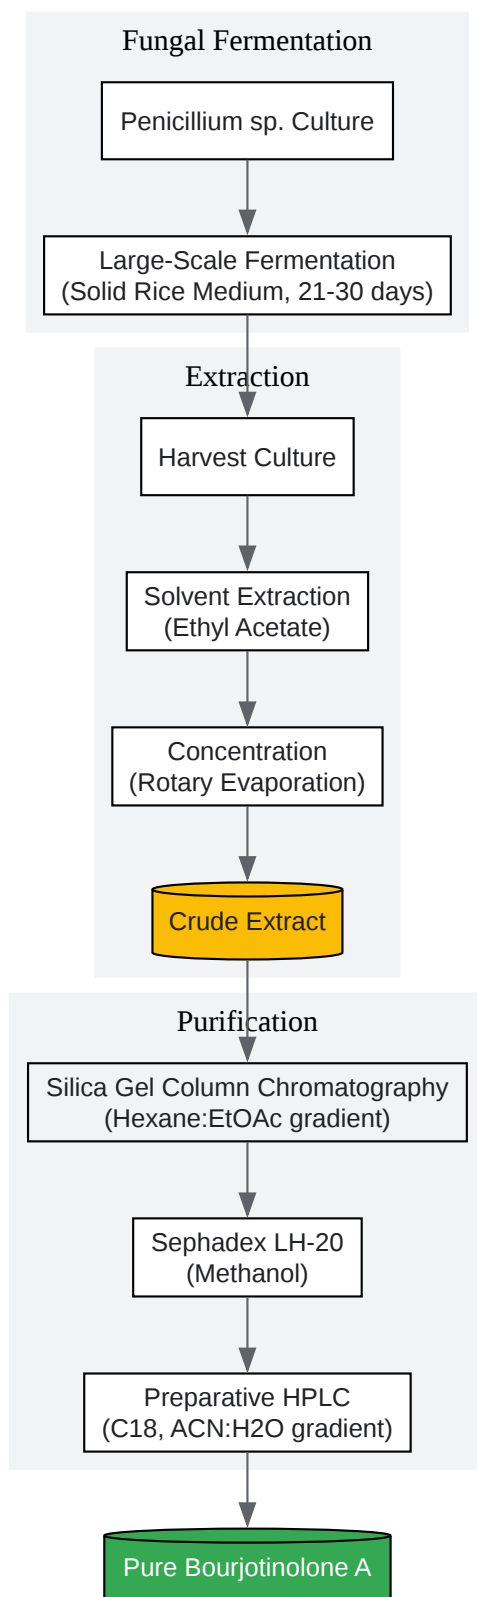 Fungal Fermentation
Penicillium sp. Culture
Large-Scale Fermentation
(Solid Rice Medium, 21-30 days)
Extraction
Harvest Culture
Solvent Extraction
(Ethyl Acetate)
Concentration
(Rotary Evaporation)
Crude Extract
Purification
Silica Gel Column Chromatography
(Hexane:EtOAc gradient)
Sephadex LH-20
(Methanol)
Preparative HPLC
(C18, ACN:H2O gradient)
Pure Bourjotinolone A